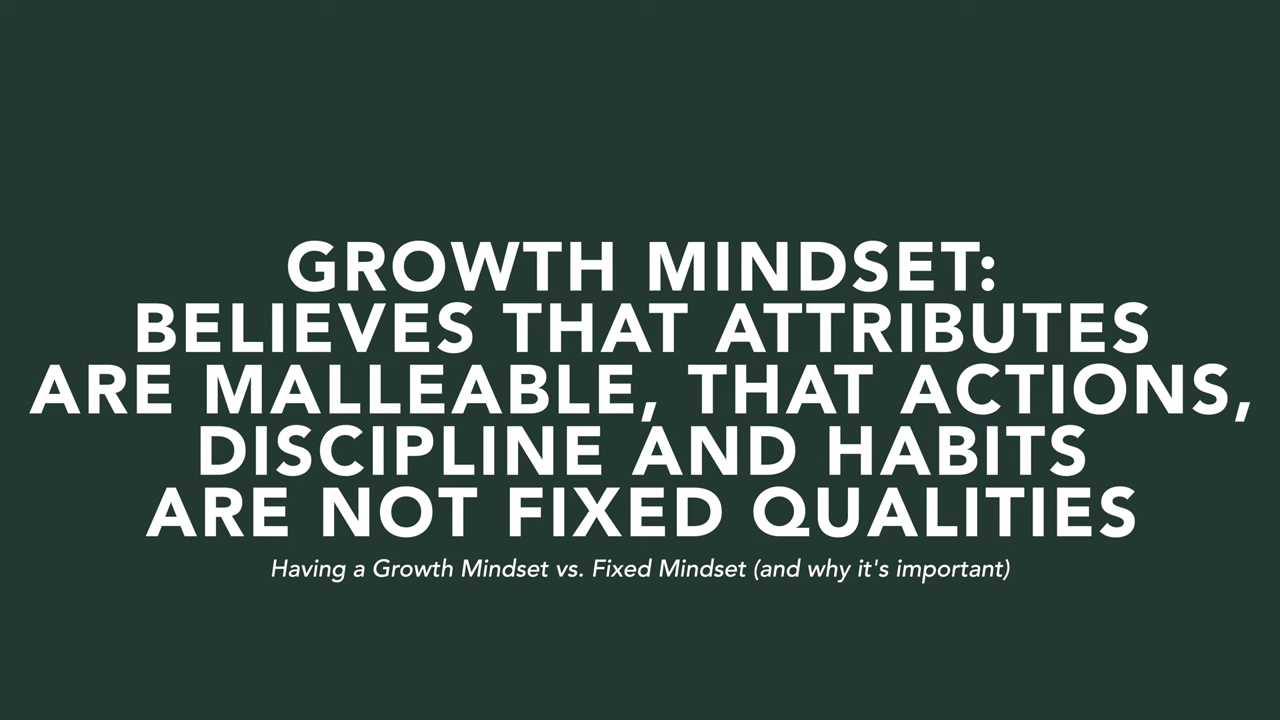 GROWTH MINDSET:
BELIEVES THAT ATTRIBUTES
ARE MALLEABLE, THAT ACTIONS,
DISCIPLINE AND HABITS
ARE NOT FIXED QUALITIES
Having a Growth Mindset vs. Fixed Mindset (and why it's important)